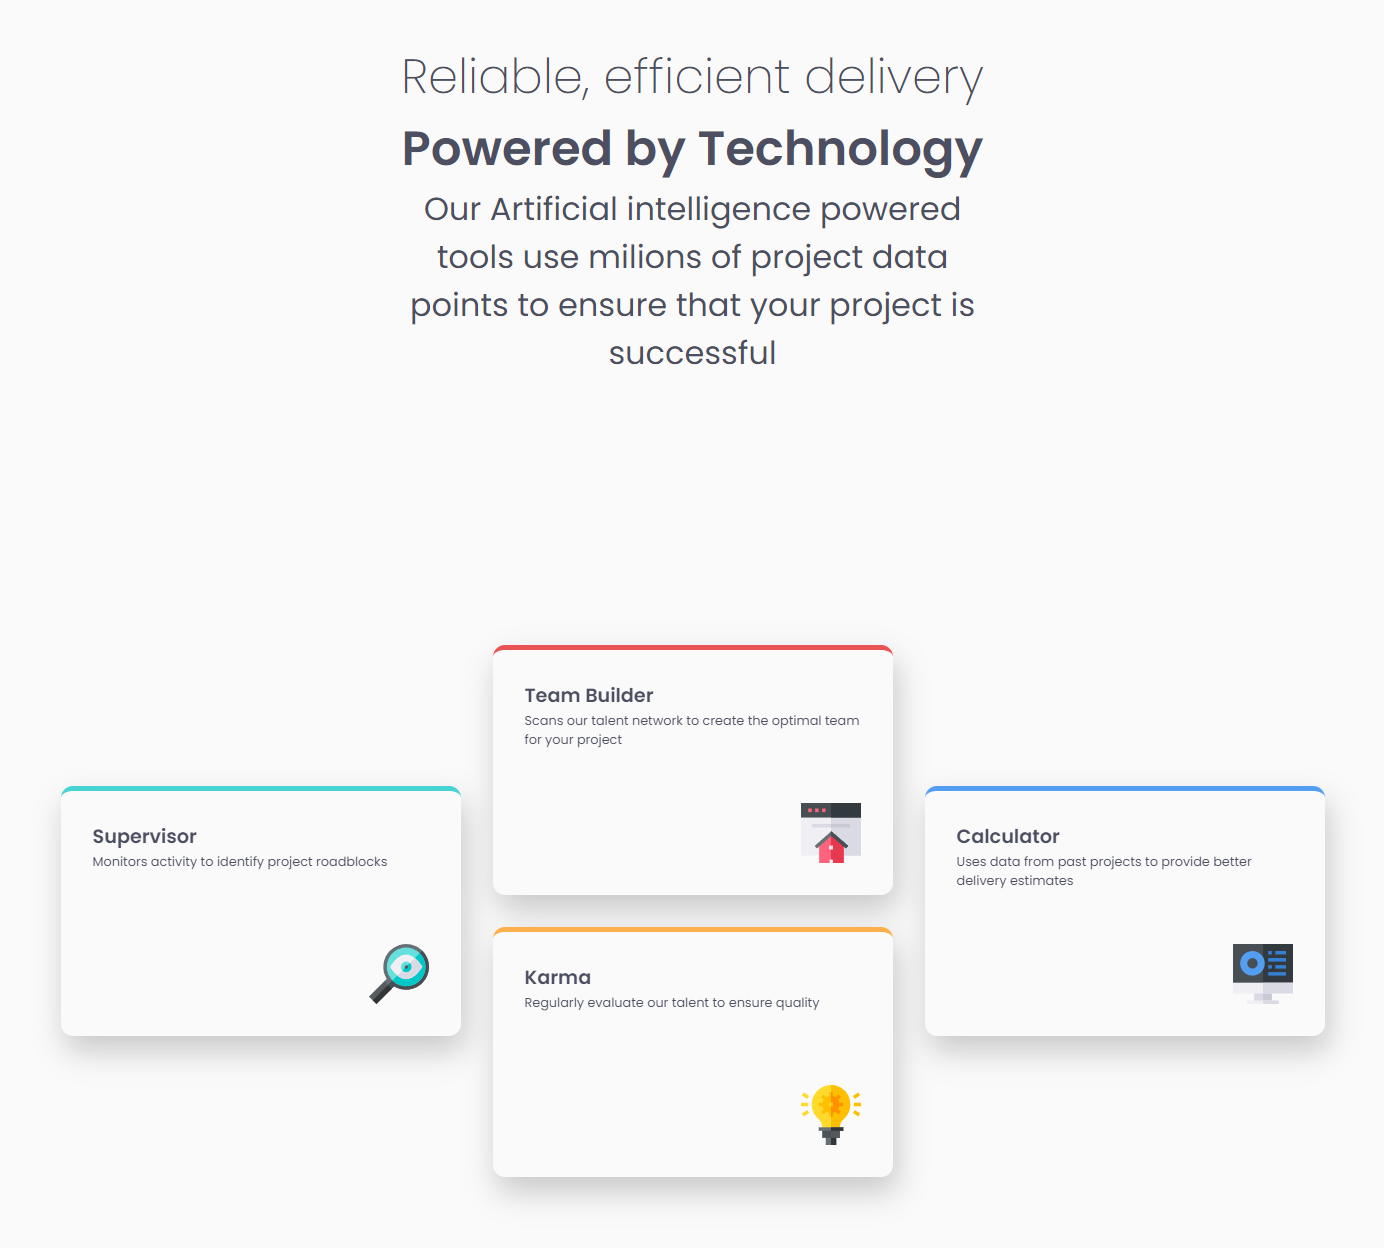 Reliable, efficient delivery
Powered by Technology
Our Artificial intelligence powered
tools use milions of project data
points to ensure that your project is
successful
Team Builder
Scans our talent network to create the optimal team
for your project
Supervisor
Monitors activity to identify project roadblocks
Calculator
Uses data from past projects to provide better
delivery estimates
Karma
Regularly evaluate our talent to ensure quality